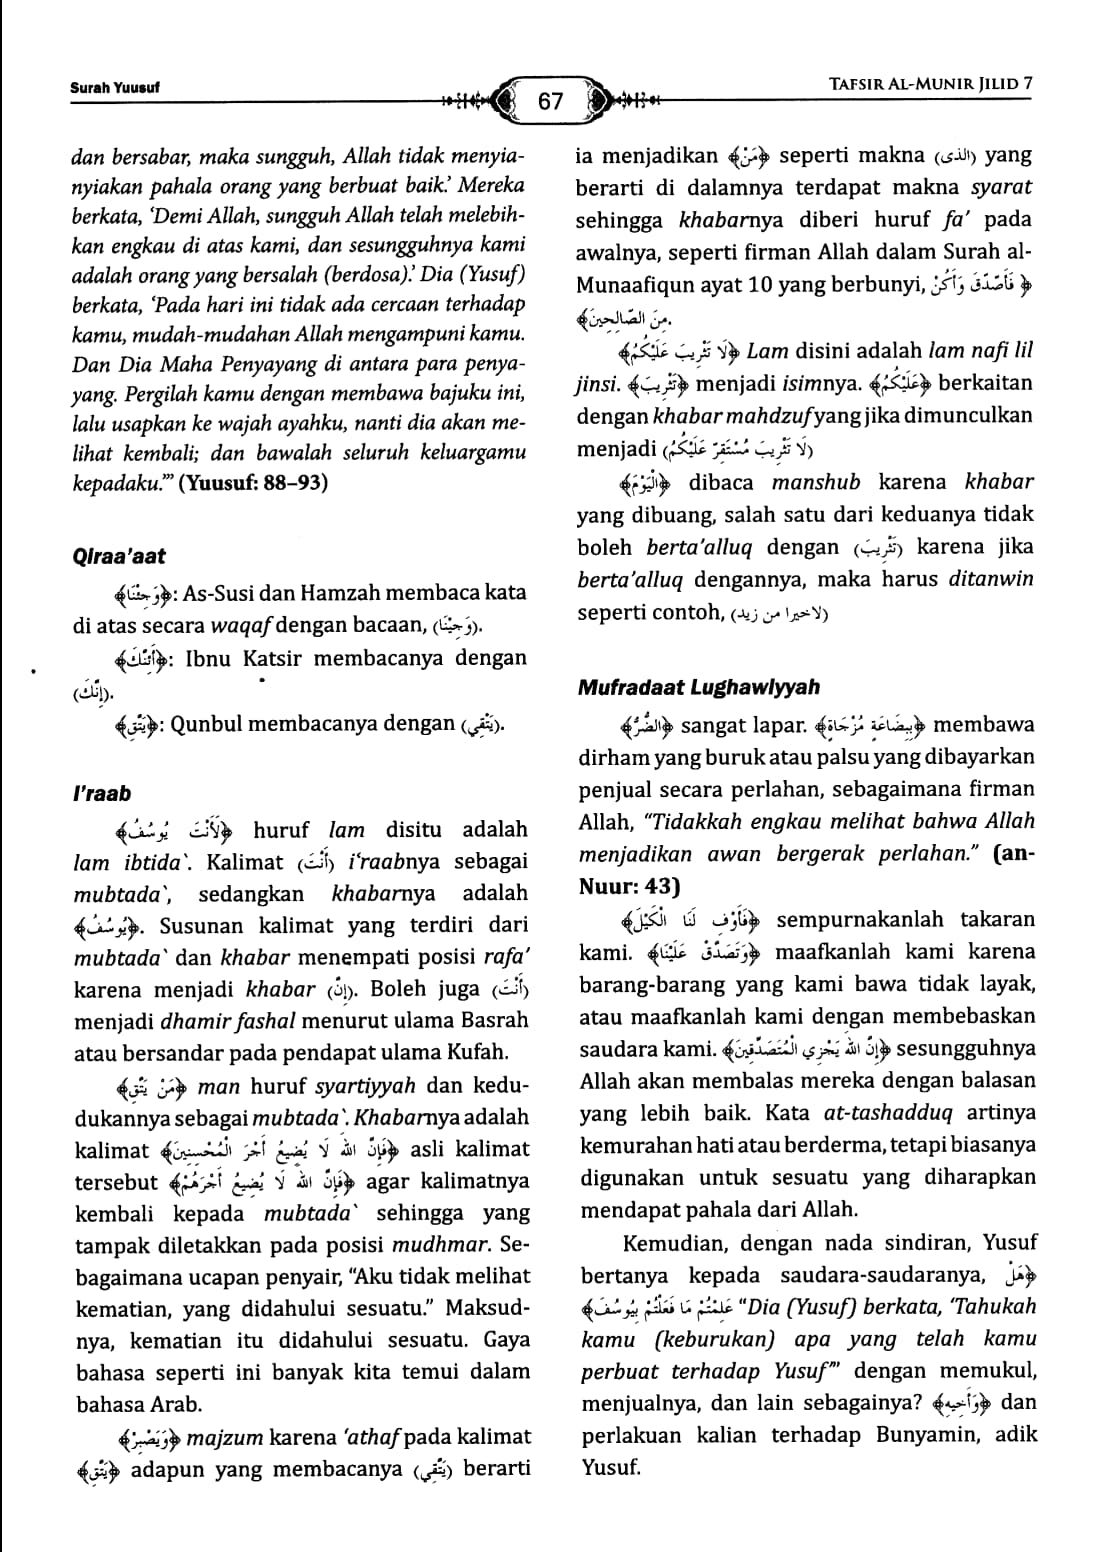 Surah Yuusuf
67
TAFSIR AL-MUNIR JILID 7
dan bersabar, maka sungguh, Allah tidak menyia-
nyiakan pahala orang yang berbuat baik.’ Mereka
berkata, ‘Demi Allah, sungguh Allah telah melebih-
kan engkau di atas kami, dan sesungguhnya kami
adalah orang yang bersalah (berdosa).’ Dia (Yusuf)
berkata, ‘Pada hari ini tidak ada cercaan terhadap
kamu, mudah-mudahan Allah mengampuni kamu.
Dan Dia Maha Penyayang di antara para penya-
yang. Pergilah kamu dengan membawa bajuku ini,
lalu usapkan ke wajah ayahku, nanti dia akan me-
lihat kembali; dan bawalah seluruh keluargamu
kepadaku.’” (Yuusuf: 88–93)
Qiraa’aat
﴿وَجِئْنَا﴾: As-Susi dan Hamzah membaca kata
di atas secara waqaf dengan bacaan, (وَجِيْنَا).
﴿أَئِنَّكَ﴾: Ibnu Katsir membacanya dengan
(إِنَّكَ).
﴿يَتَّقِ﴾: Qunbul membacanya dengan (يَتَّقِي).
I’raab
﴿لَأَنْتَ يُوسُفُ﴾ huruf lam disitu adalah
lam ibtida`. Kalimat (أَنْتَ) i‘raabnya sebagai
mubtada`, sedangkan khabarnya adalah
﴿يُوسُفُ﴾. Susunan kalimat yang terdiri dari
mubtada` dan khabar menempati posisi rafa’
karena menjadi khabar (إِنَّ). Boleh juga (أَنْتَ)
menjadi dhamir fashal menurut ulama Basrah
atau bersandar pada pendapat ulama Kufah.
﴿مَنْ يَتَّقِ﴾ man huruf syartiyyah dan kedu-
dukannya sebagai mubtada`. Khabarnya adalah
kalimat ﴿فَإِنَّ اللهَ لَا يُضِيعُ أَجْرَ الْمُحْسِنِينَ﴾ asli kalimat
tersebut ﴿فَإِنَّ اللهَ لَا يُضِيعُ أَجْرَهُمْ﴾ agar kalimatnya
kembali kepada mubtada` sehingga yang
tampak diletakkan pada posisi mudhmar. Se-
bagaimana ucapan penyair, “Aku tidak melihat
kematian, yang didahului sesuatu.” Maksud-
nya, kematian itu didahului sesuatu. Gaya
bahasa seperti ini banyak kita temui dalam
bahasa Arab.
﴿وَيَصْبِرْ﴾ majzum karena ‘athaf pada kalimat
﴿يَتَّقِ﴾ adapun yang membacanya (يَتَّقِي) berarti
ia menjadikan ﴿مَنْ﴾ seperti makna (الذى) yang
berarti di dalamnya terdapat makna syarat
sehingga khabarnya diberi huruf fa’ pada
awalnya, seperti firman Allah dalam Surah al-
Munaafiqun ayat 10 yang berbunyi, ﴿فَأَصَّدَّقَ وَأَكُنْ
مِنَ الصَّالِحِينَ﴾.
﴿لَا تَثْرِيبَ عَلَيْكُمُ﴾ Lam disini adalah lam nafi lil
jinsi. ﴿تَثْرِيبَ﴾ menjadi isimnya. ﴿عَلَيْكُمُ﴾ berkaitan
dengan khabar mahdzuf yang jika dimunculkan
menjadi (لَا تَثْرِيبَ مُسْتَقِرٌّ عَلَيْكُمُ)
﴿الْيَوْمَ﴾ dibaca manshub karena khabar
yang dibuang, salah satu dari keduanya tidak
boleh berta’alluq dengan (تَثْرِيبَ) karena jika
berta’alluq dengannya, maka harus ditanwin
seperti contoh, (لاخيرا من زيد)
Mufradaat Lughawiyyah
﴿الضُّرُّ﴾ sangat lapar. ﴿بِبِضَاعَةٍ مُزْجَاةٍ﴾ membawa
dirham yang buruk atau palsu yang dibayarkan
penjual secara perlahan, sebagaimana firman
Allah, “Tidakkah engkau melihat bahwa Allah
menjadikan awan bergerak perlahan.” (an-
Nuur: 43)
﴿فَأَوْفِ لَنَا الْكَيْلَ﴾ sempurnakanlah takaran
kami. ﴿وَتَصَدَّقْ عَلَيْنَا﴾ maafkanlah kami karena
barang-barang yang kami bawa tidak layak,
atau maafkanlah kami dengan membebaskan
saudara kami. ﴿إِنَّ اللهَ يَجْزِي الْمُتَصَدِّقِينَ﴾ sesungguhnya
Allah akan membalas mereka dengan balasan
yang lebih baik. Kata at-tashadduq artinya
kemurahan hati atau berderma, tetapi biasanya
digunakan untuk sesuatu yang diharapkan
mendapat pahala dari Allah.
Kemudian, dengan nada sindiran, Yusuf
bertanya kepada saudara-saudaranya, ﴿هَلْ
عَلِمْتُمْ مَا فَعَلْتُمْ بِيُوسُفَ﴾ “Dia (Yusuf) berkata, ‘Tahukah
kamu (keburukan) apa yang telah kamu
perbuat terhadap Yusuf’” dengan memukul,
menjualnya, dan lain sebagainya? ﴿وَأَخِيهِ﴾ dan
perlakuan kalian terhadap Bunyamin, adik
Yusuf.